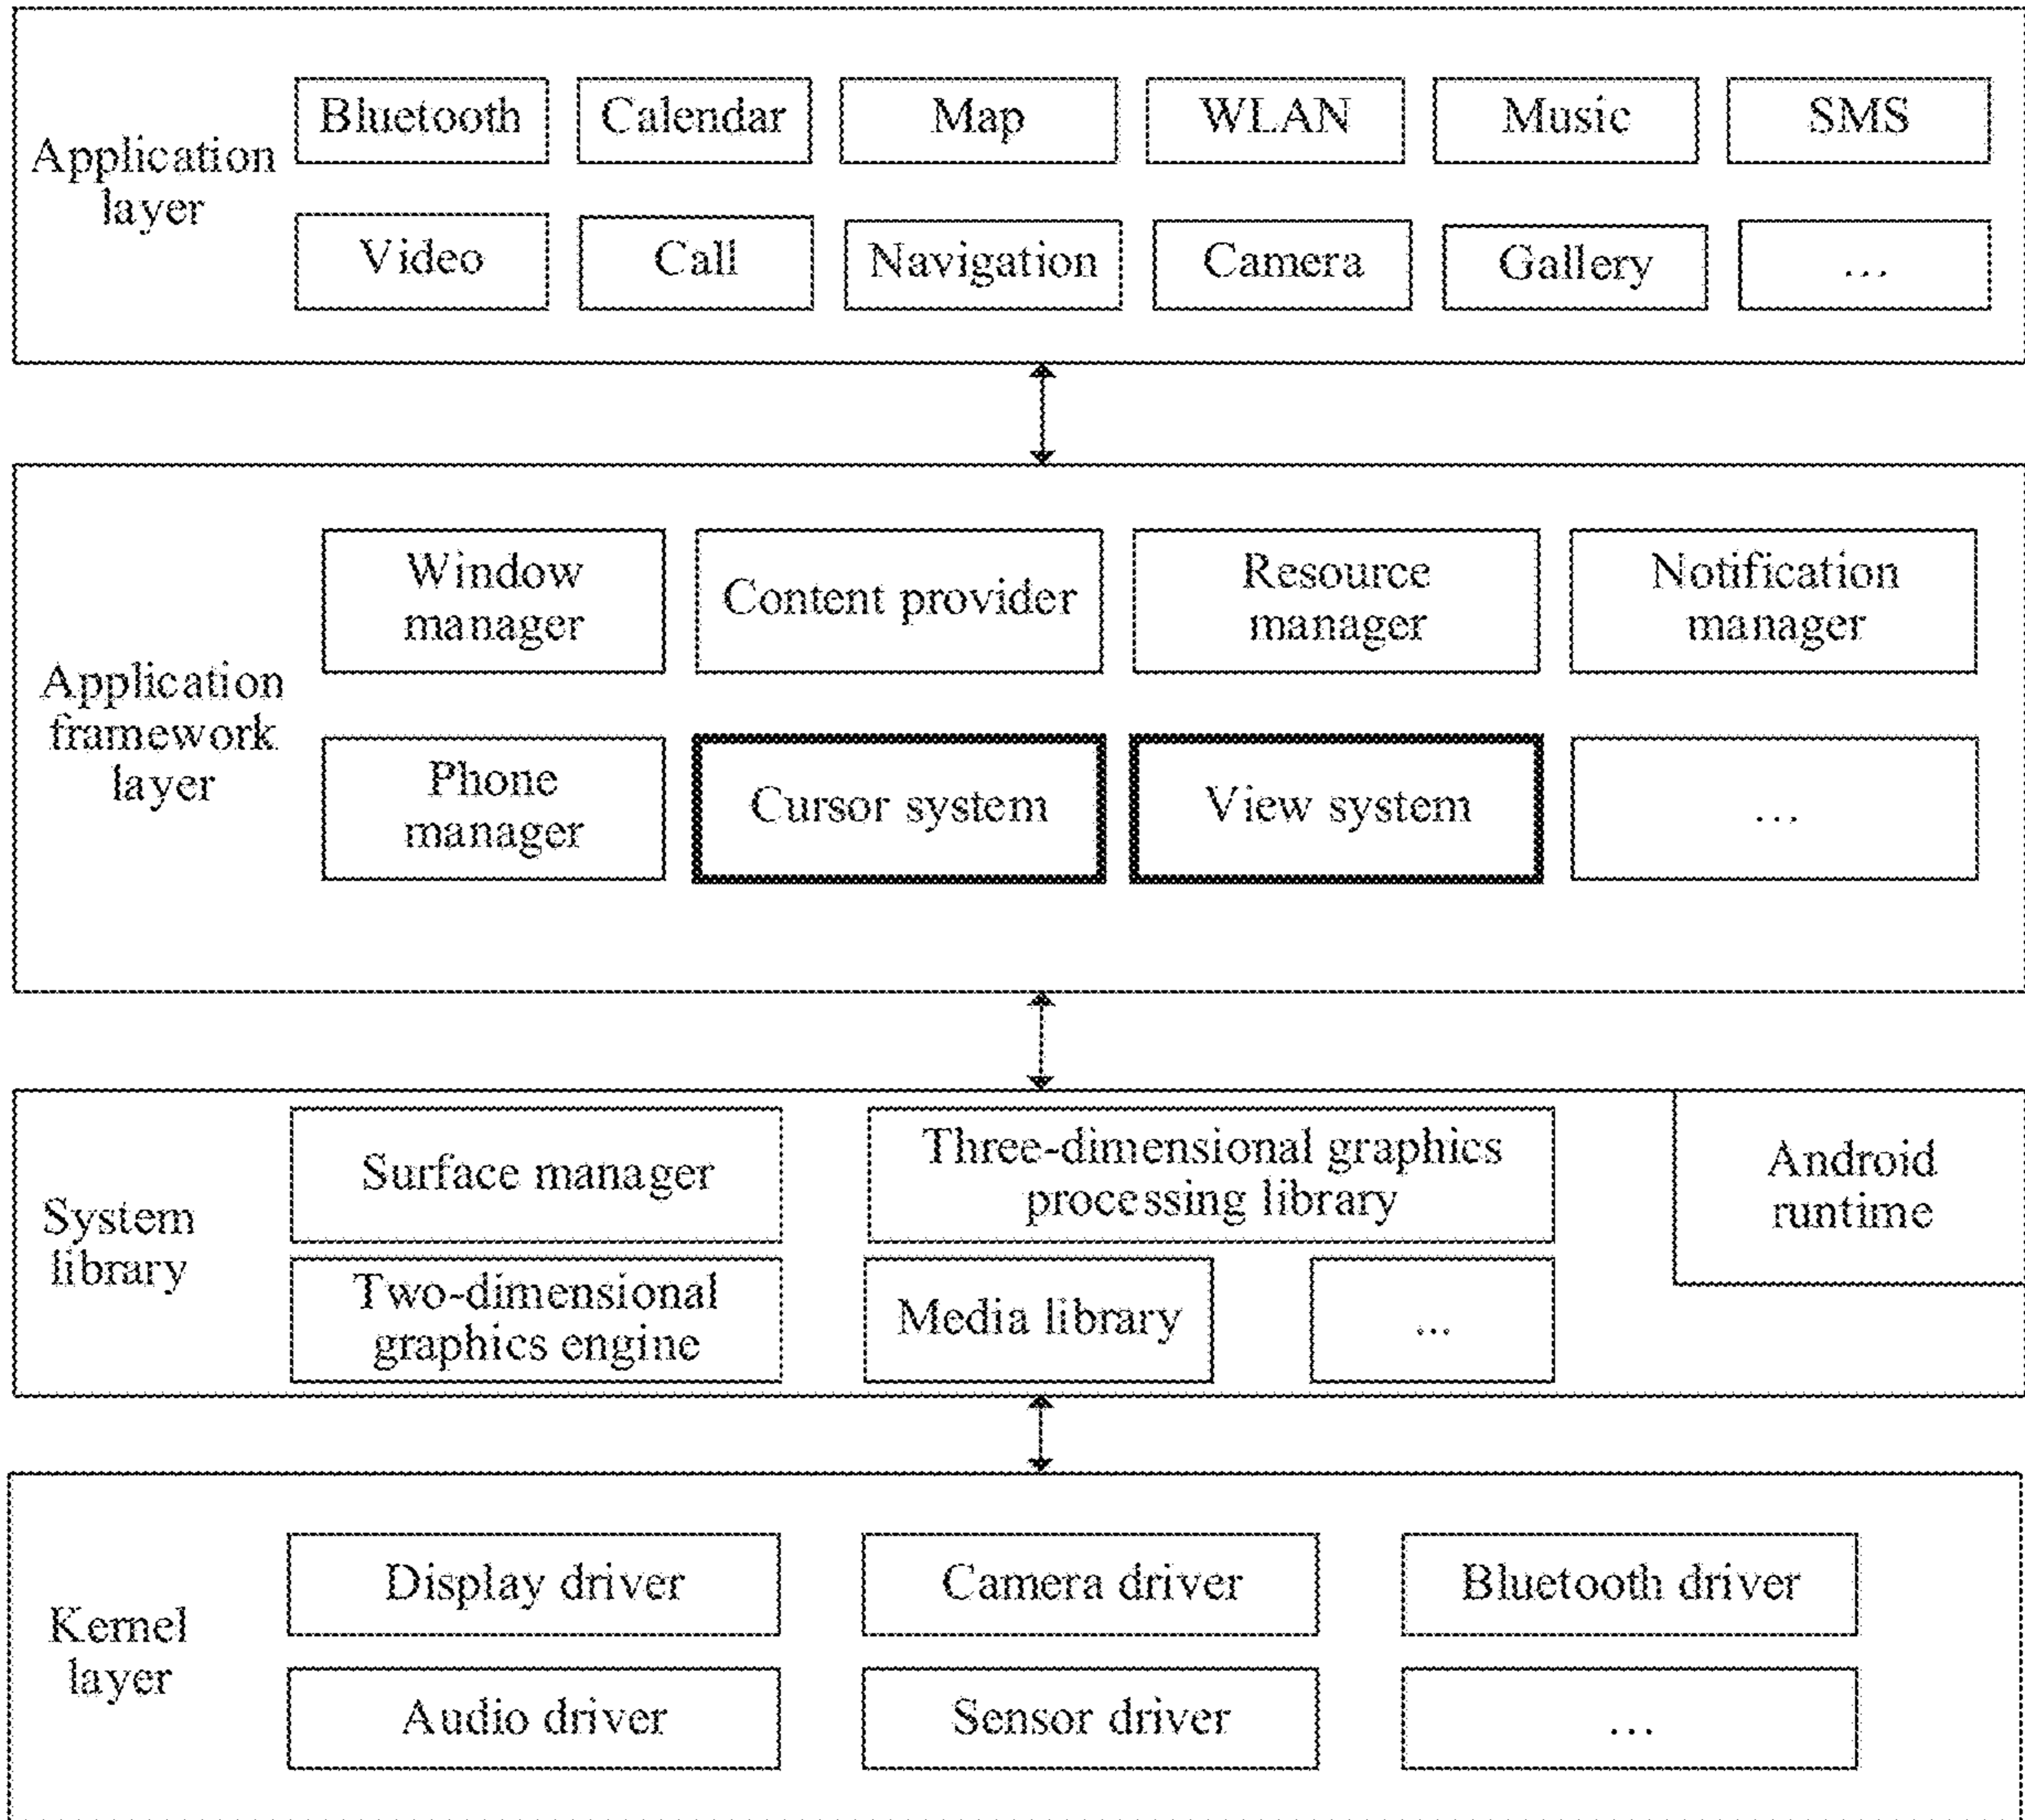 Application
layer
Bluetooth
Calendar
Map
WLAN
Music
SMS
Video
Call
Navigation
Camera
Gallery
...
Application
framework
layer
Window
manager
Content provider
Resource
manager
Notification
manager
Phone
manager
Cursor system
View system
...
System
library
Surface manager
Three-dimensional graphics
processing library
Android
runtime
Two-dimensional
graphics engine
Media library
...
Kernel
layer
Display driver
Camera driver
Bluetooth driver
Audio driver
Sensor driver
...